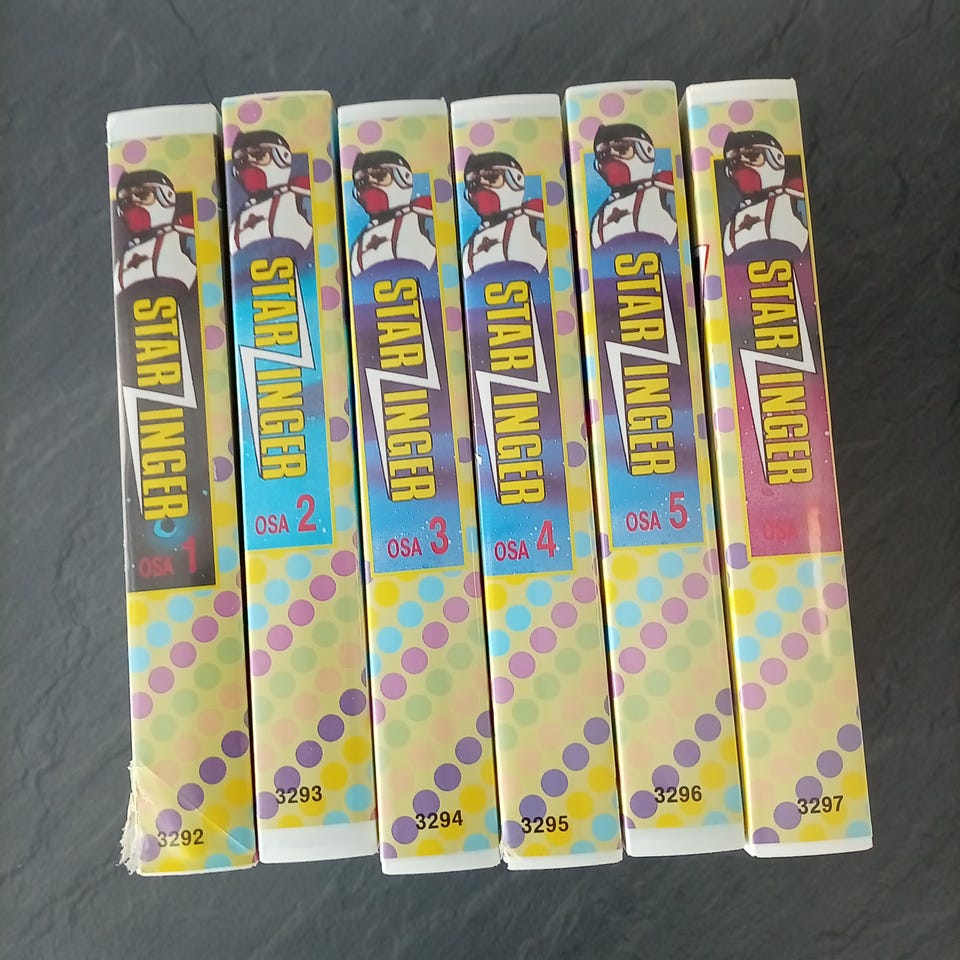 STARZINGER
OSA 1
3292
STARZINGER
OSA 2
3293
STARZINGER
OSA 3
3294
STARZINGER
OSA 4
3295
STARZINGER
OSA 5
3296
STARZINGER
OSA
3297